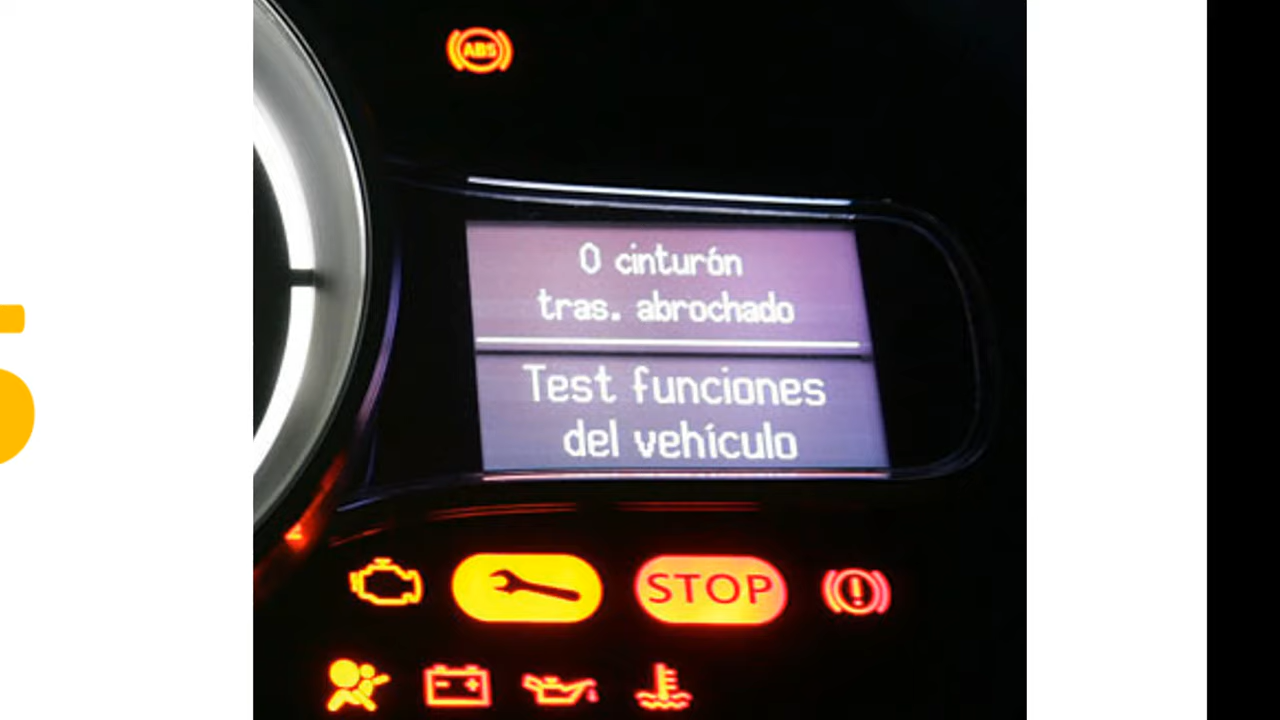 ABS
0 cinturón
tras. abrochado
Test funciones
del vehículo
STOP